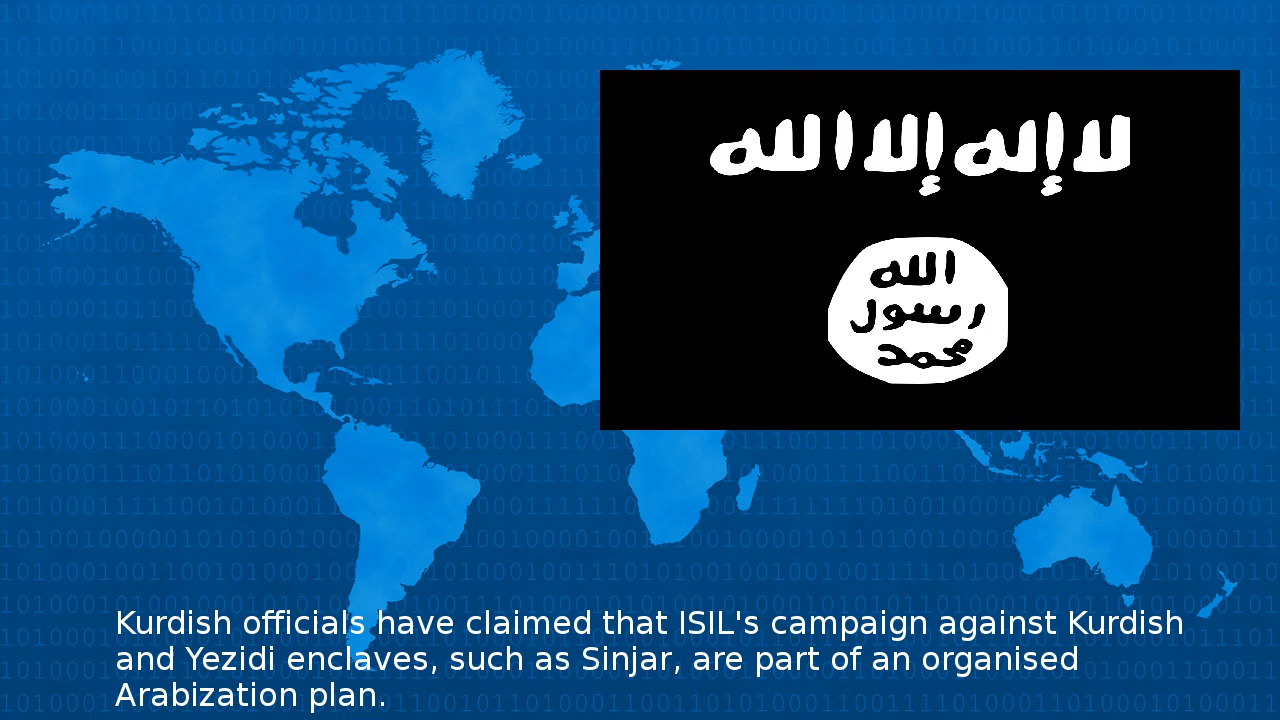 لا إله إلا الله
الله
رسول
محمد
Kurdish officials have claimed that ISIL's campaign against Kurdish
and Yezidi enclaves, such as Sinjar, are part of an organised
Arabization plan.